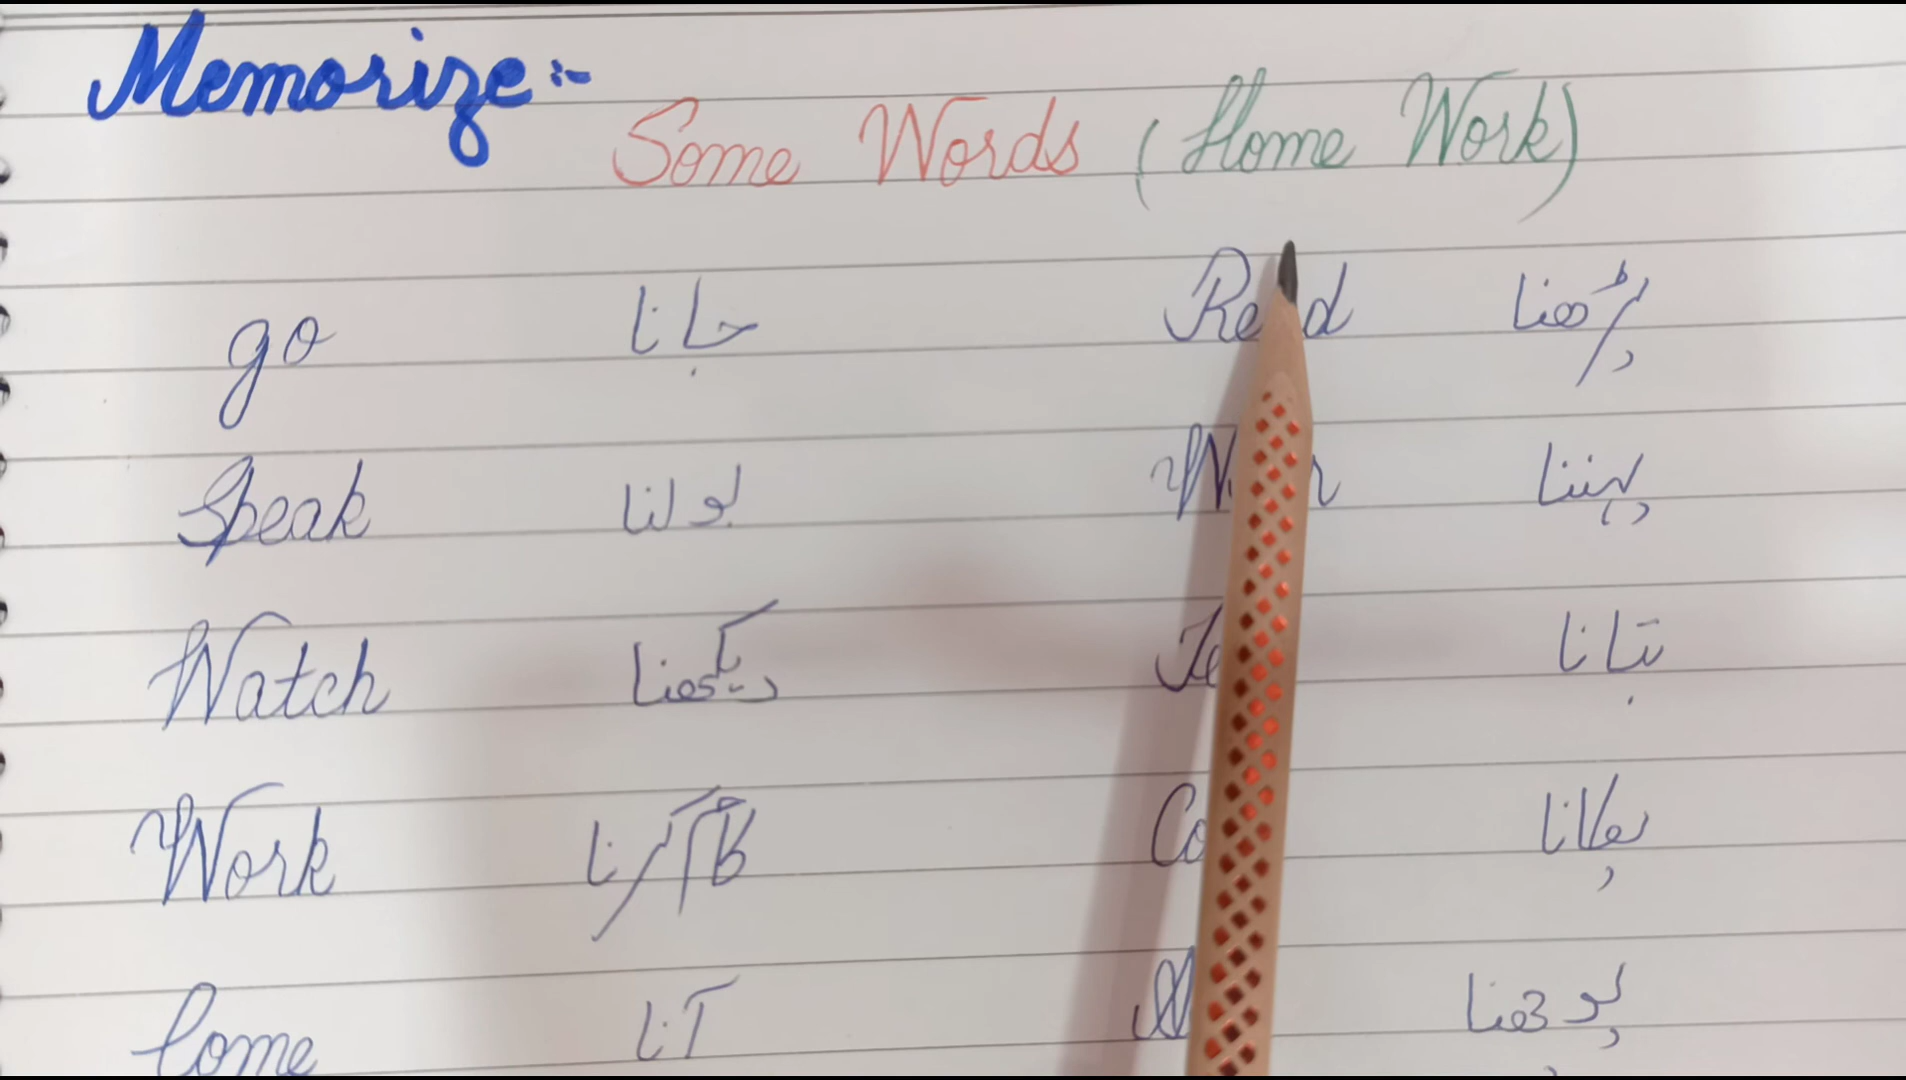 Memorize:-
Some Words (Home Work)
go جانا Read پڑھنا
Speak بولنا پہننا
Watch دیکھنا بتانا
Work کام کرنا پکانا
Come آنا پوچھنا